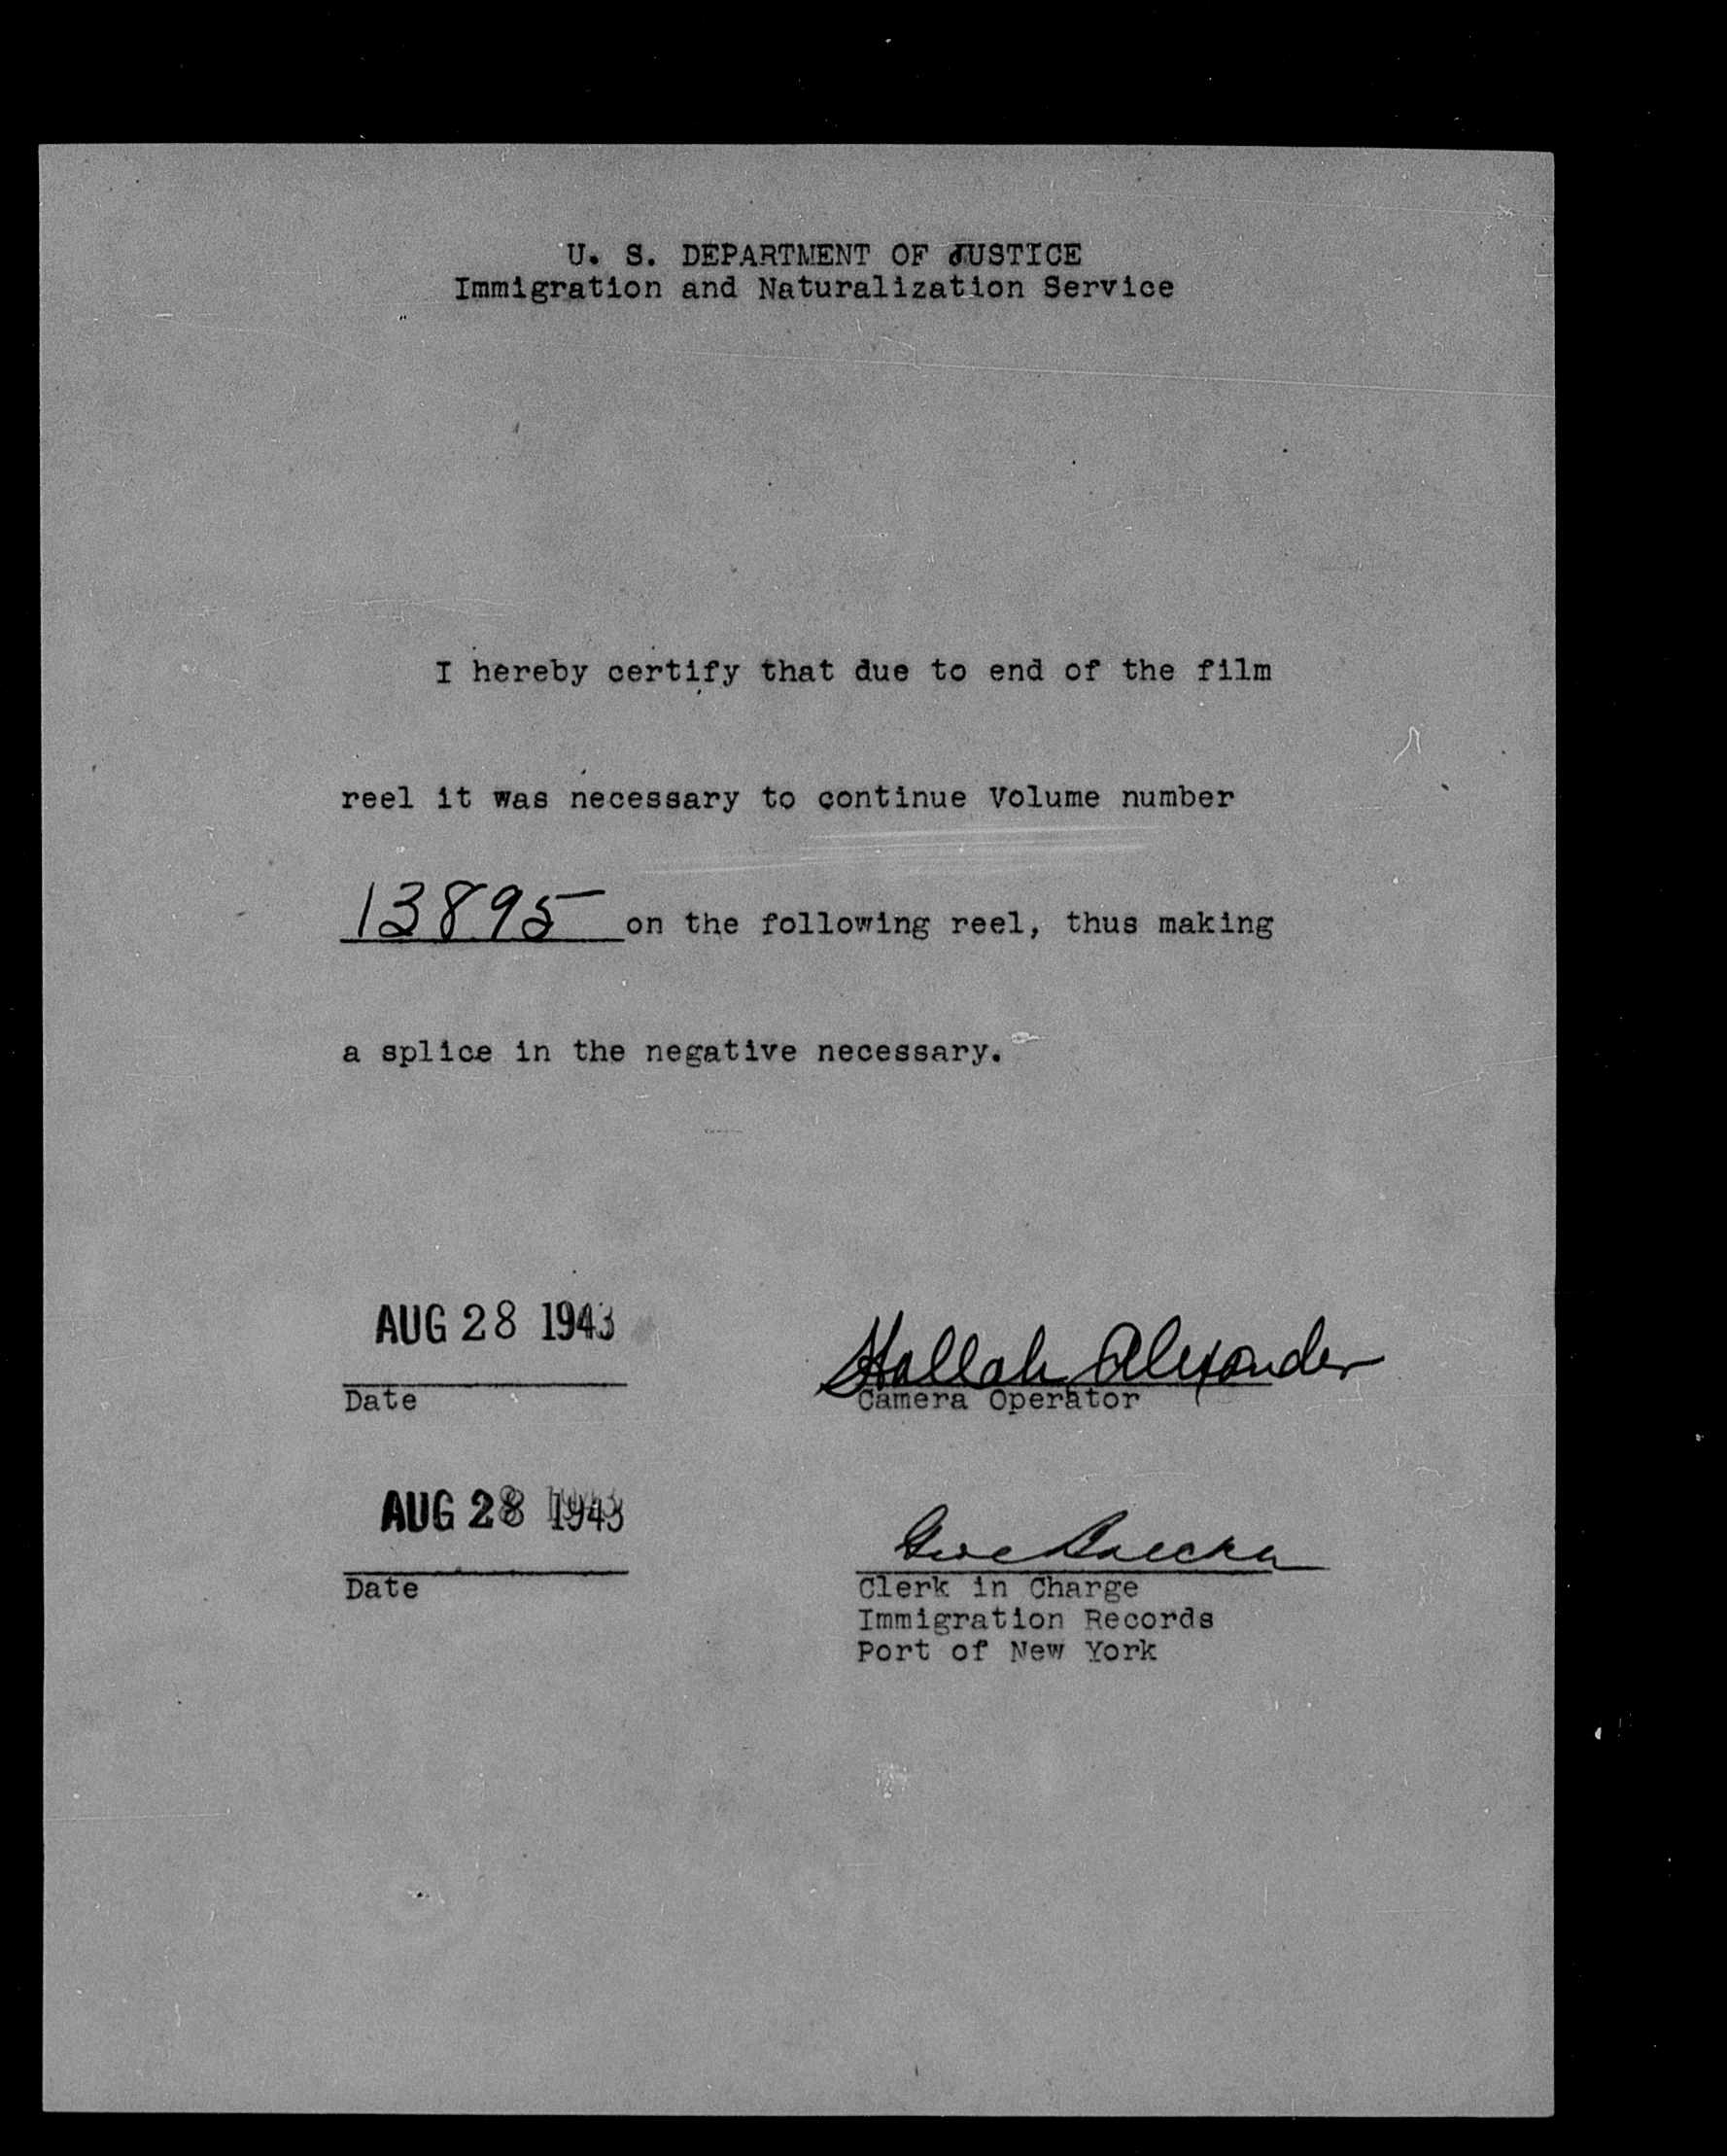 U. S. DEPARTMENT OF JUSTICE
Immigration and Naturalization Service
I hereby certify that due to end of the film
reel it was necessary to continue Volume number
13895 on the following reel, thus making
a splice in the negative necessary.
AUG 28 1943
Hallah Alexander
Date
Camera Operator
AUG 28 1943
Date
Clerk in Charge
Immigration Records
Port of New York